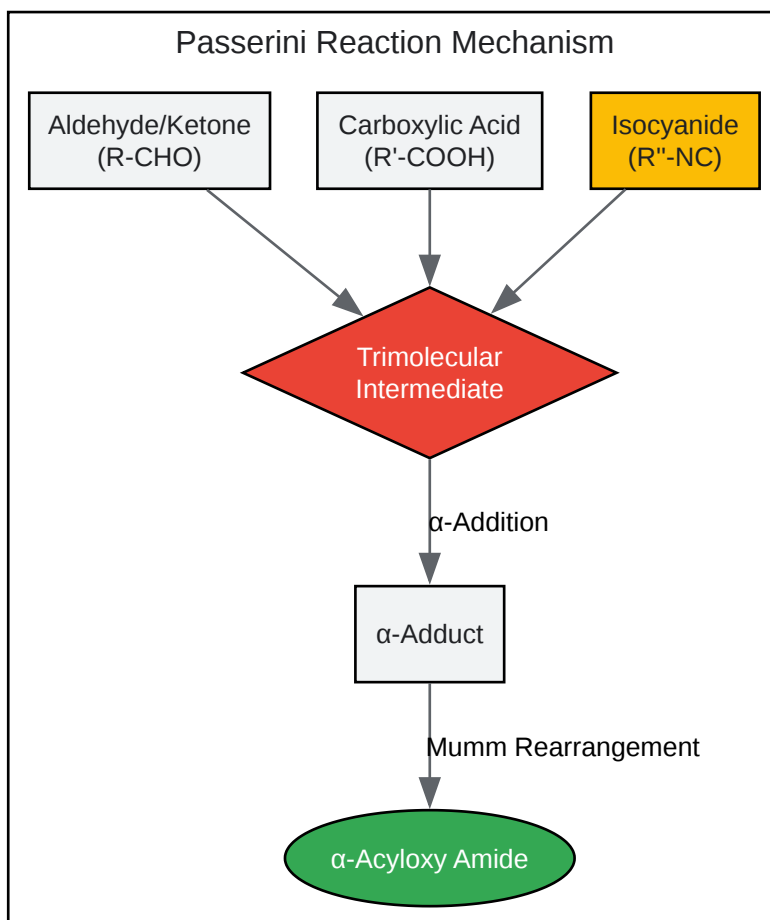 Passerini Reaction Mechanism
Aldehyde/Ketone
(R-CHO)
Carboxylic Acid
(R'-COOH)
Isocyanide
(R"-NC)
Trimolecular
Intermediate
α-Addition
α-Adduct
Mumm Rearrangement
α-Acyloxy Amide